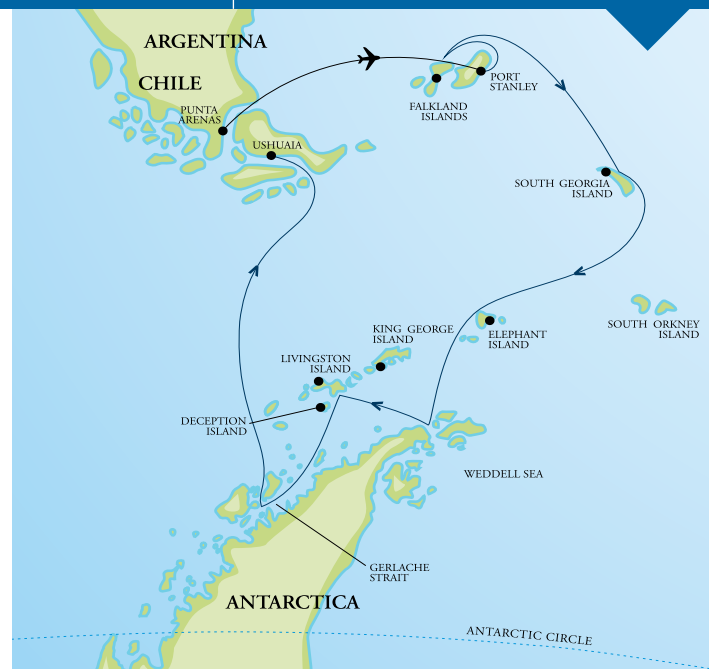 ARGENTINA
CHILE
PUNTA
ARENAS
USHUAIA
PORT
STANLEY
FALKLAND
ISLANDS
SOUTH GEORGIA
ISLAND
SOUTH ORKNEY
ISLAND
ELEPHANT
ISLAND
KING GEORGE
ISLAND
LIVINGSTON
ISLAND
DECEPTION
ISLAND
WEDDELL SEA
GERLACHE
STRAIT
ANTARCTICA
ANTARCTIC CIRCLE